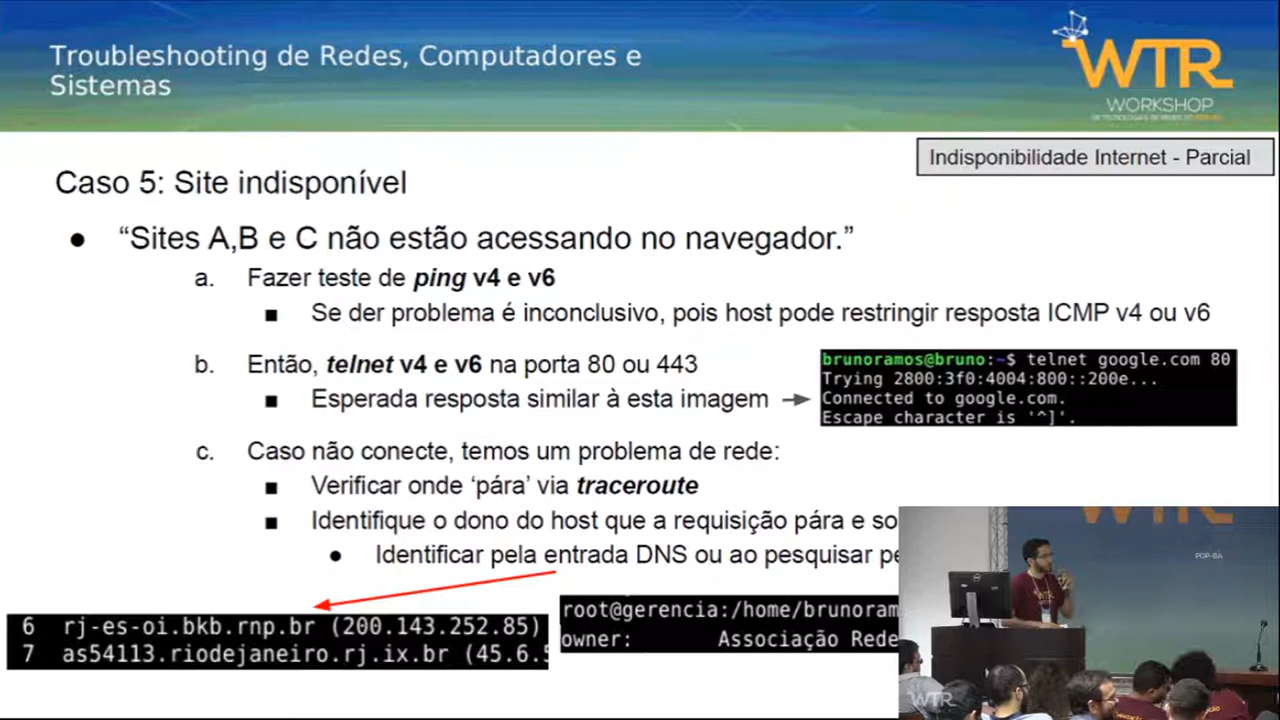 Troubleshooting de Redes, Computadores e
Sistemas
WTR
WORKSHOP
Indisponibilidade Internet - Parcial
Caso 5: Site indisponível
● “Sites A,B e C não estão acessando no navegador.”
a. Fazer teste de ping v4 e v6
■ Se der problema é inconclusivo, pois host pode restringir resposta ICMP v4 ou v6
b. Então, telnet v4 e v6 na porta 80 ou 443
■ Esperada resposta similar à esta imagem
brunoramos@bruno:~$ telnet google.com 80
Trying 2800:3f0:4004:800::200e...
Connected to google.com.
Escape character is '^]'.
c. Caso não conecte, temos um problema de rede:
■ Verificar onde ‘pára’ via traceroute
■ Identifique o dono do host que a requisição pára e so
● Identificar pela entrada DNS ou ao pesquisar pe
6 rj-es-oi.bkb.rnp.br (200.143.252.85)
7 as54113.riodejaneiro.rj.ix.br (45.6.5
root@gerencia:/home/brunoram
owner: Associação Rede
WTR
POP-BA
WTR